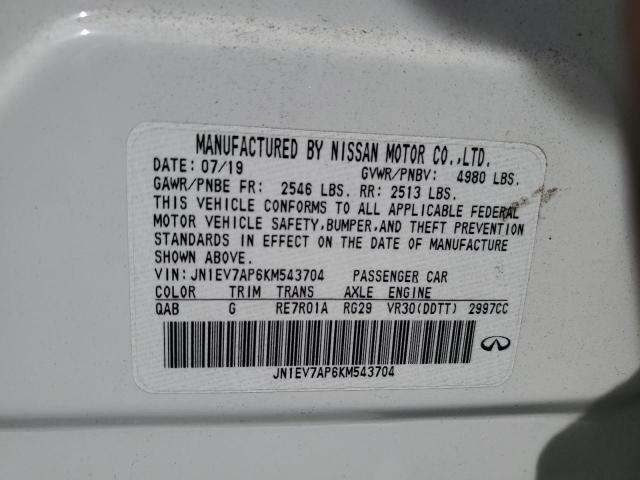 MANUFACTURED BY NISSAN MOTOR CO.,LTD.
DATE: 07/19 GVWR/PNBV: 4980 LBS.
GAWR/PNBE FR: 2546 LBS. RR: 2513 LBS.
THIS VEHICLE CONFORMS TO ALL APPLICABLE FEDERAL
MOTOR VEHICLE SAFETY,BUMPER,AND THEFT PREVENTION
STANDARDS IN EFFECT ON THE DATE OF MANUFACTURE
SHOWN ABOVE.
VIN: JN1EV7AP6KM543704 PASSENGER CAR
COLOR TRIM TRANS AXLE ENGINE
QAB G RE7R01A RG29 VR30(DDTT) 2997CC
JN1EV7AP6KM543704